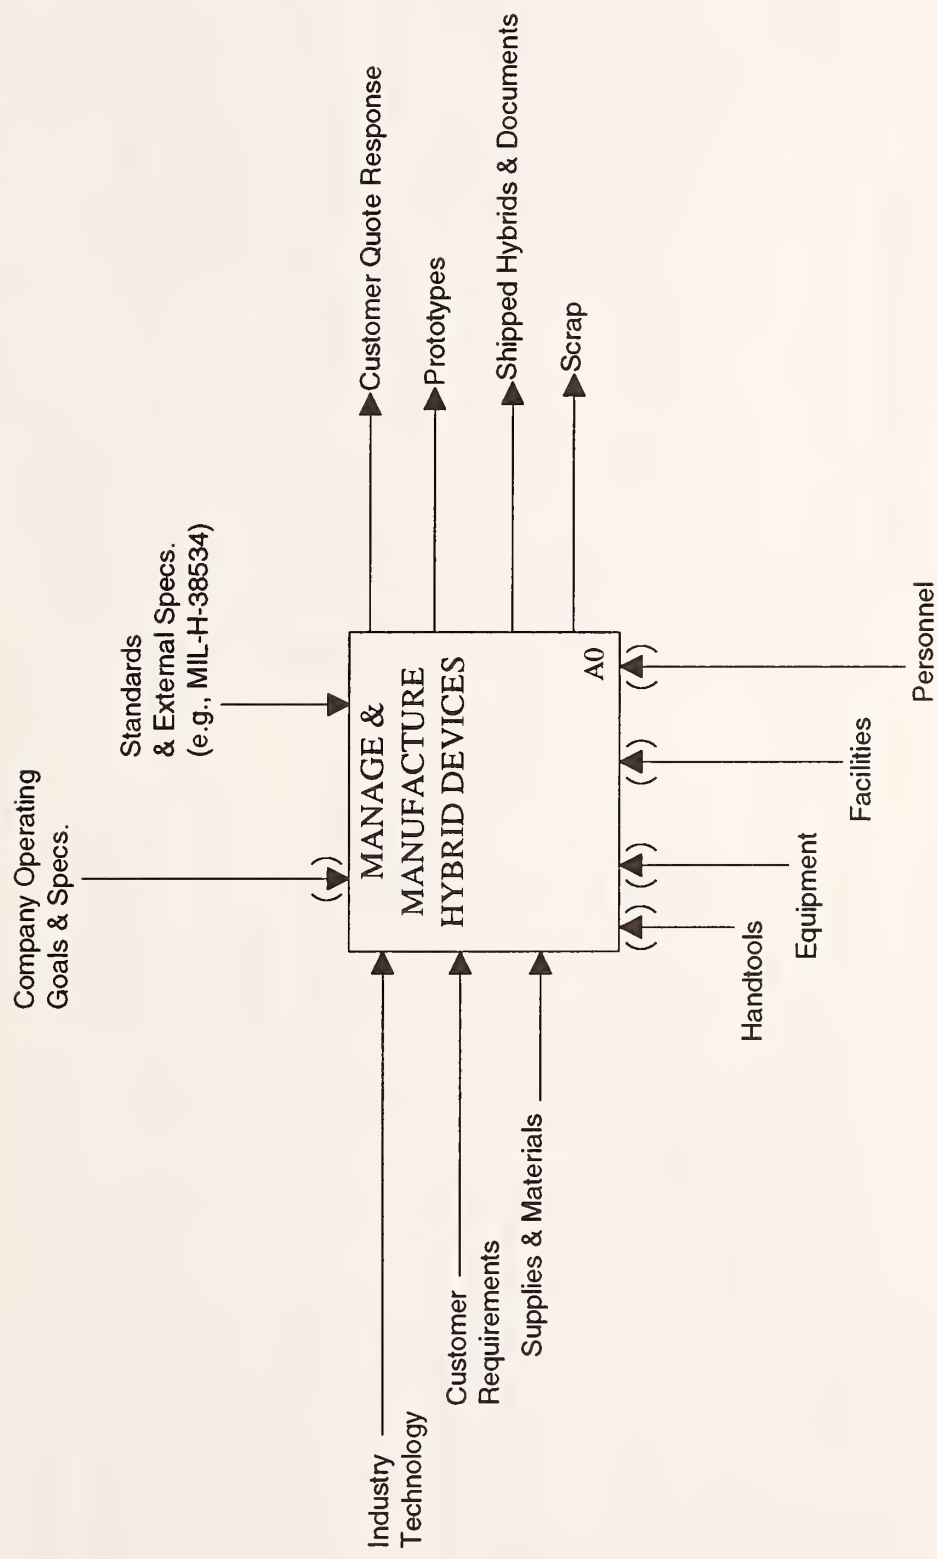 Company Operating
Goals & Specs.
Standards
& External Specs.
(e.g., MIL-H-38534)
Industry
Technology
Customer
Requirements
Supplies & Materials
MANAGE &
MANUFACTURE
HYBRID DEVICES
A0
Customer Quote Response
Prototypes
Shipped Hybrids & Documents
Scrap
Handtools
Equipment
Facilities
Personnel